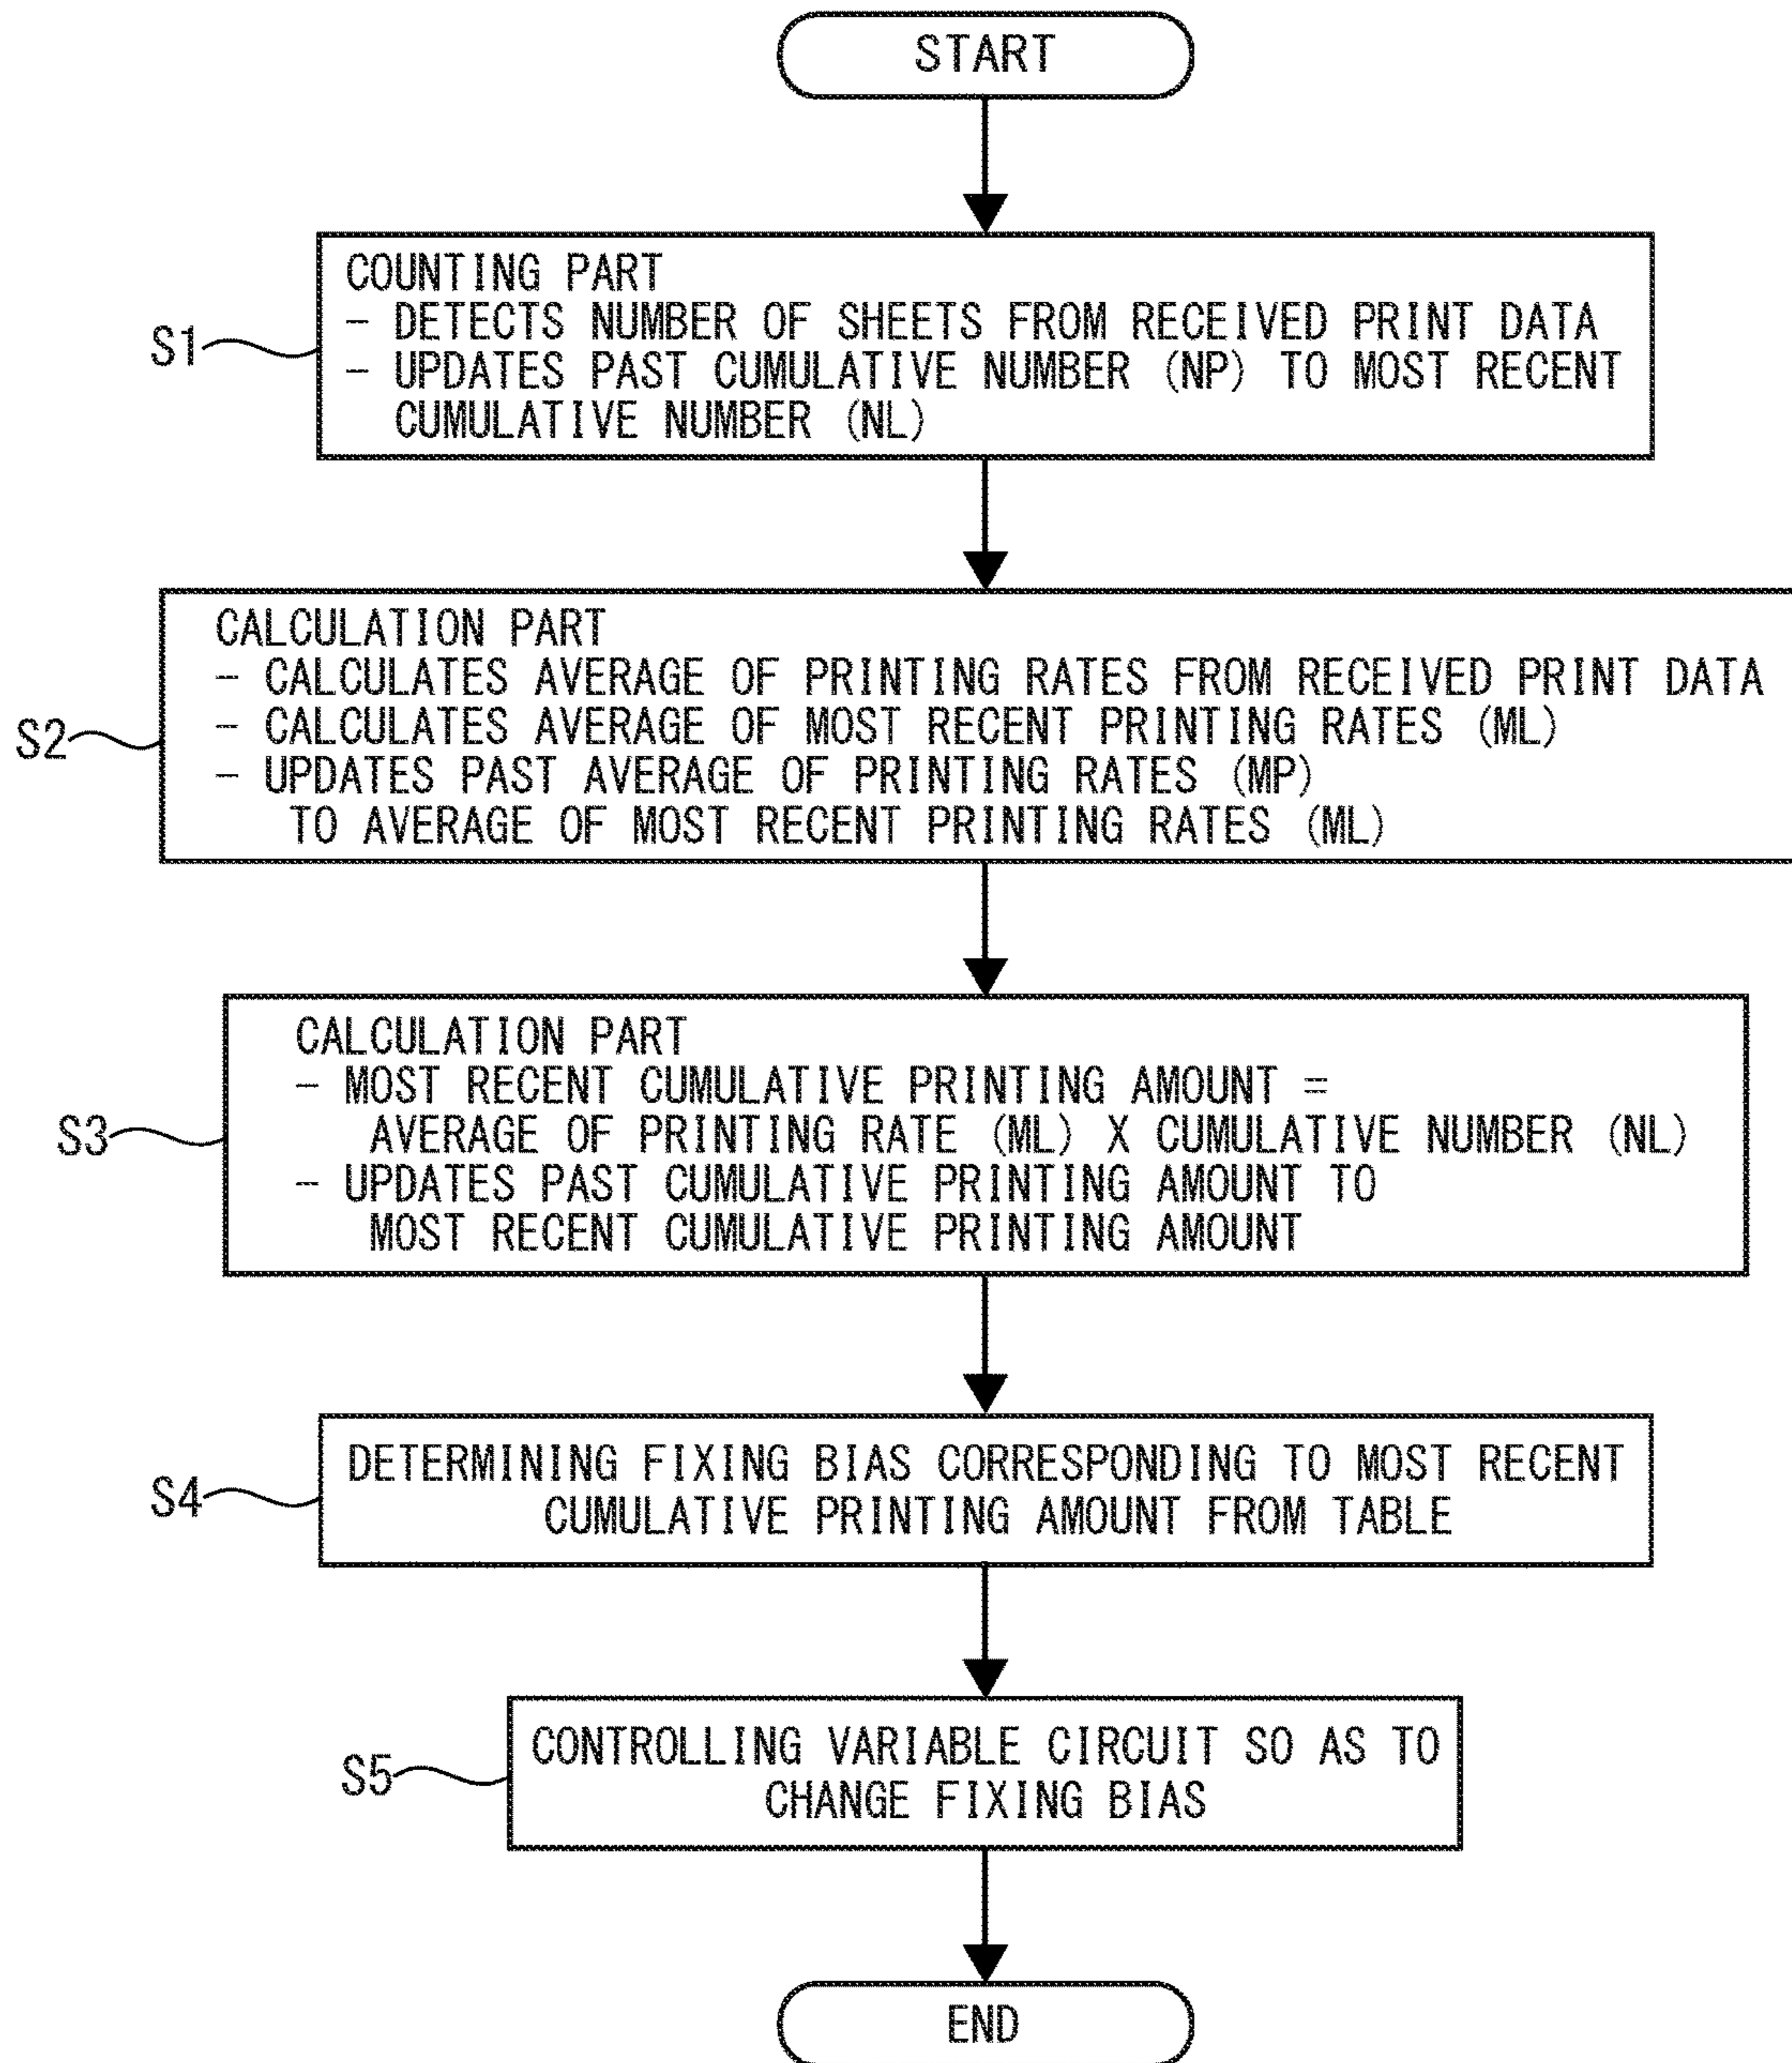 START
COUNTING PART
- DETECTS NUMBER OF SHEETS FROM RECEIVED PRINT DATA
- UPDATES PAST CUMULATIVE NUMBER (NP) TO MOST RECENT
CUMULATIVE NUMBER (NL)
S1
CALCULATION PART
- CALCULATES AVERAGE OF PRINTING RATES FROM RECEIVED PRINT DATA
- CALCULATES AVERAGE OF MOST RECENT PRINTING RATES (ML)
- UPDATES PAST AVERAGE OF PRINTING RATES (MP)
TO AVERAGE OF MOST RECENT PRINTING RATES (ML)
S2
CALCULATION PART
- MOST RECENT CUMULATIVE PRINTING AMOUNT =
AVERAGE OF PRINTING RATE (ML) X CUMULATIVE NUMBER (NL)
- UPDATES PAST CUMULATIVE PRINTING AMOUNT TO
MOST RECENT CUMULATIVE PRINTING AMOUNT
S3
DETERMINING FIXING BIAS CORRESPONDING TO MOST RECENT
CUMULATIVE PRINTING AMOUNT FROM TABLE
S4
CONTROLLING VARIABLE CIRCUIT SO AS TO
CHANGE FIXING BIAS
S5
END